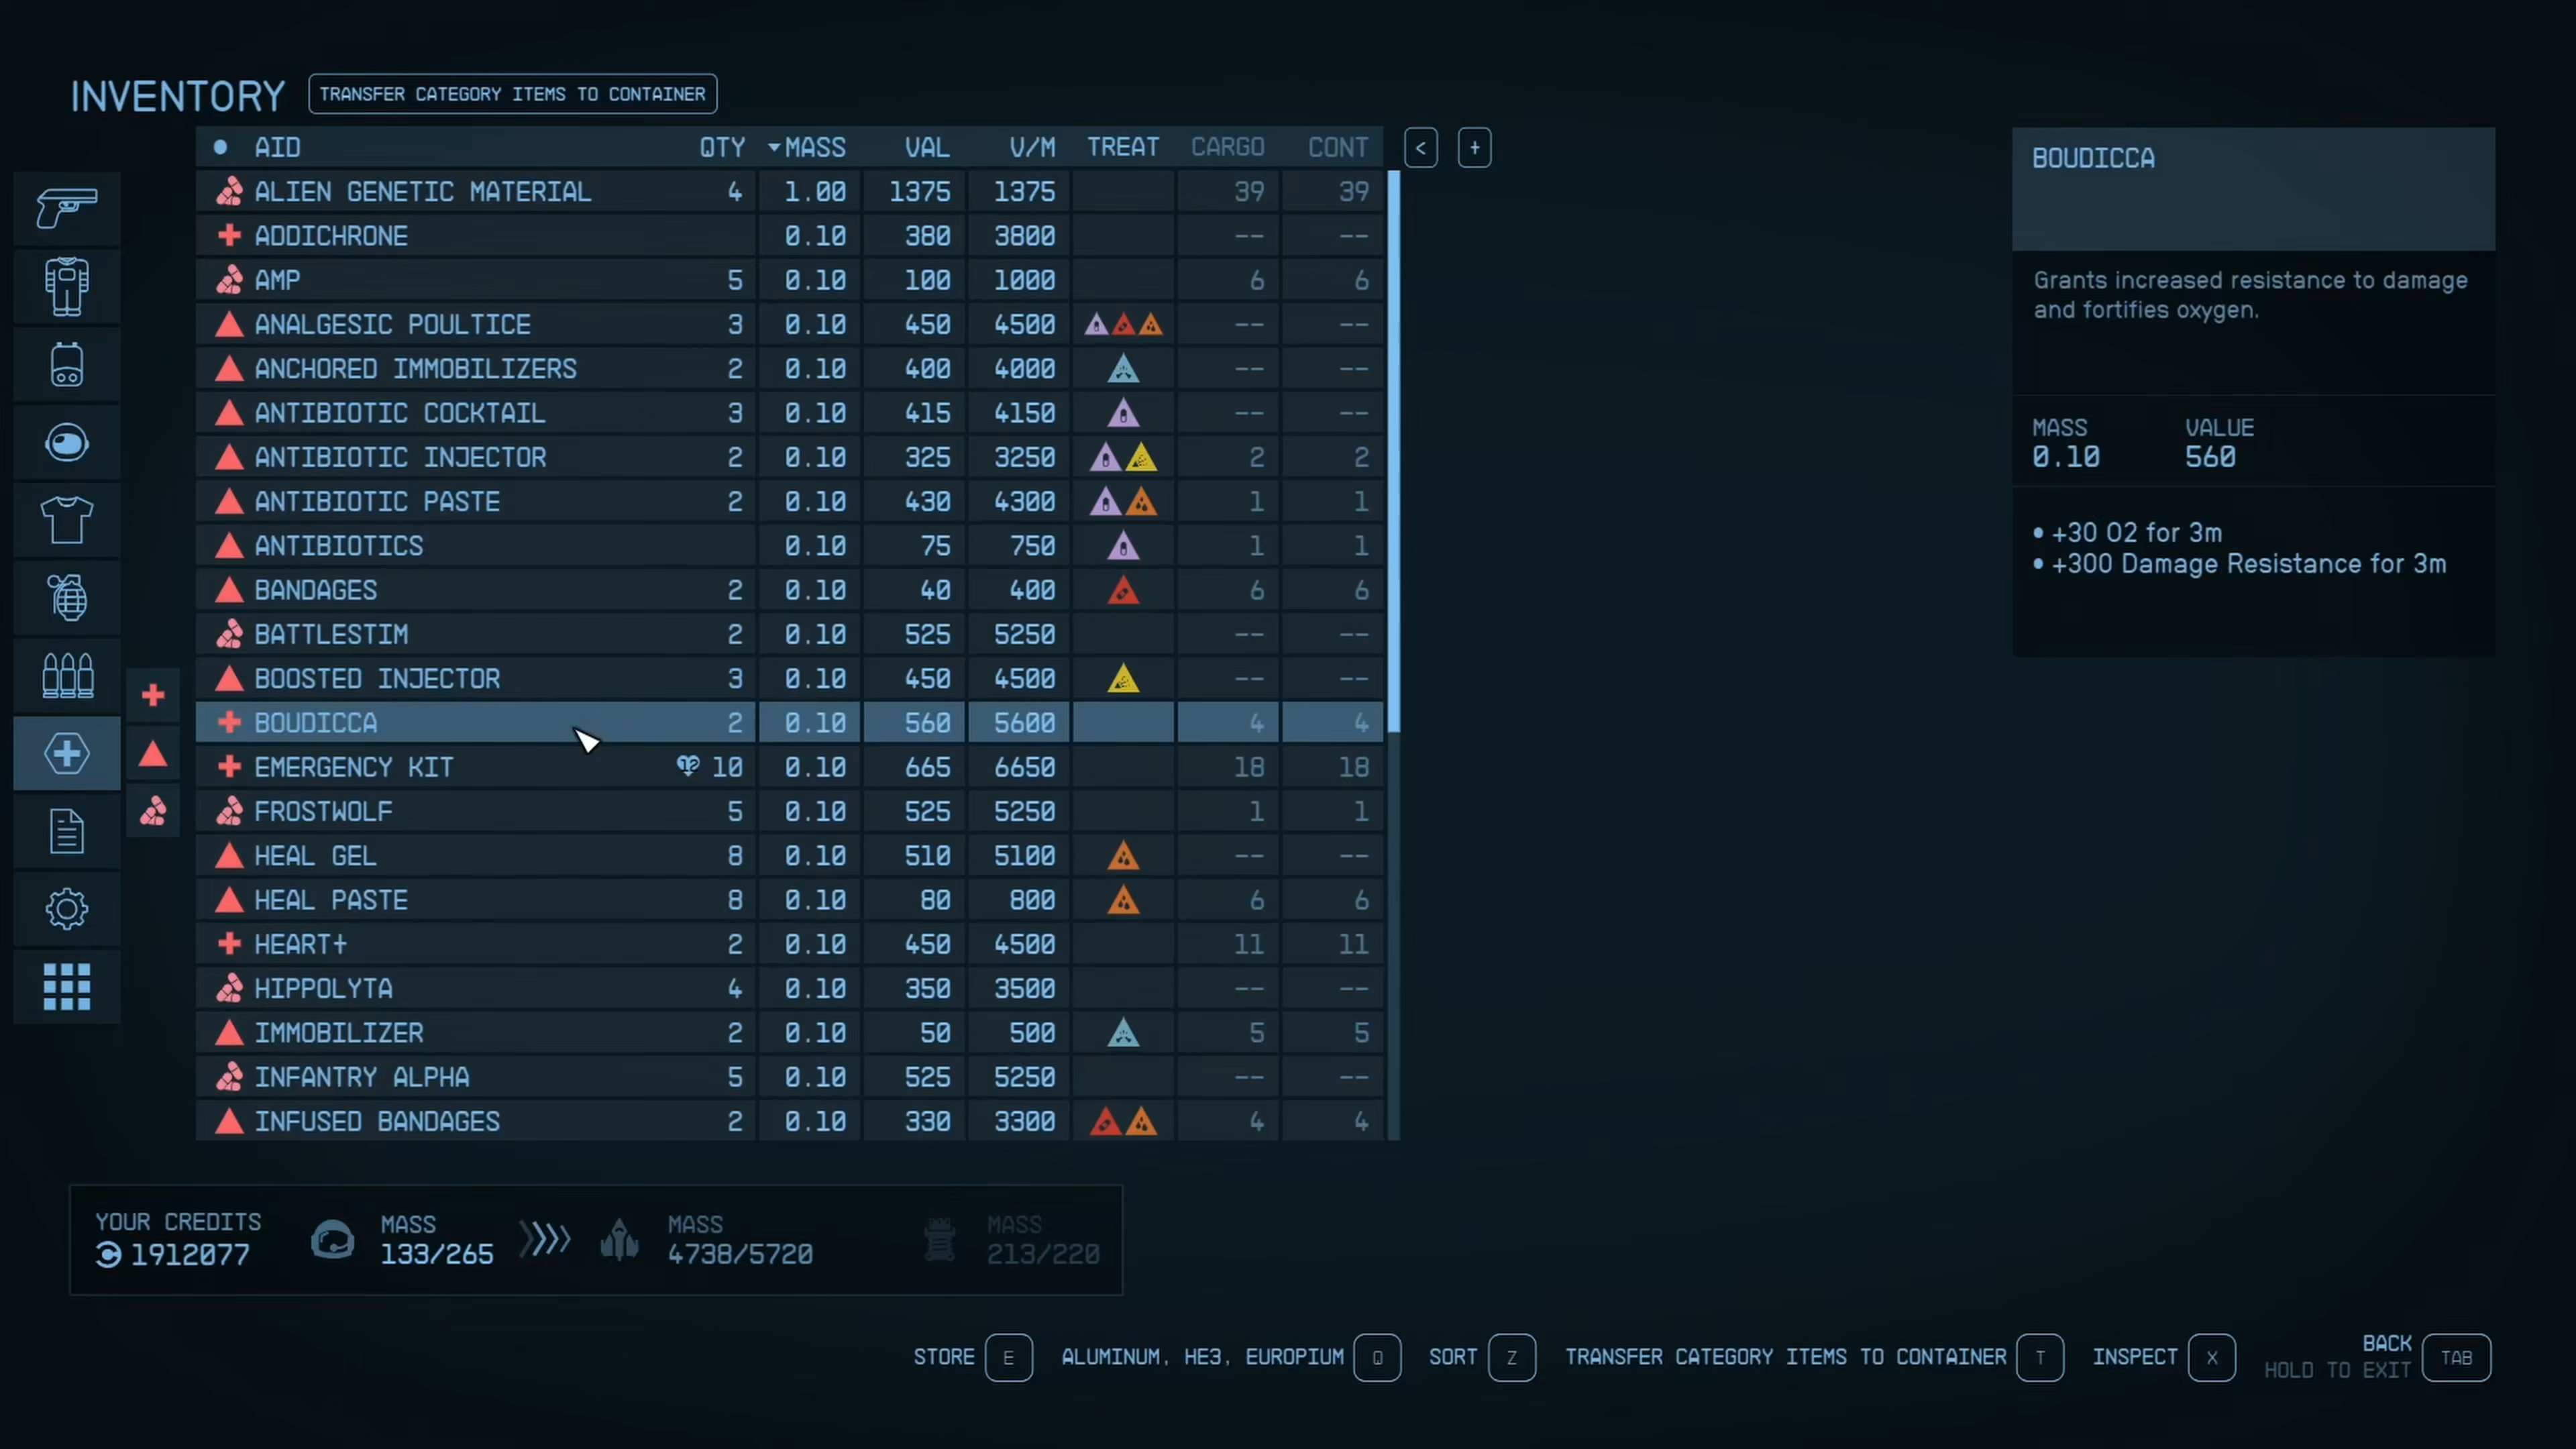 INVENTORY TRANSFER CATEGORY ITEMS TO CONTAINER
AID QTY MASS VAL V/M TREAT CARGO CONT < +
ALIEN GENETIC MATERIAL 4 1.00 1375 1375 39 39
ADDICHRONE 0.10 380 3800 -- --
AMP 5 0.10 100 1000 6 6
ANALGESIC POULTICE 3 0.10 450 4500 -- --
ANCHORED IMMOBILIZERS 2 0.10 400 4000 -- --
ANTIBIOTIC COCKTAIL 3 0.10 415 4150 -- --
ANTIBIOTIC INJECTOR 2 0.10 325 3250 2 2
ANTIBIOTIC PASTE 2 0.10 430 4300 1 1
ANTIBIOTICS 0.10 75 750 1 1
BANDAGES 2 0.10 40 400 6 6
BATTLESTIM 2 0.10 525 5250 -- --
BOOSTED INJECTOR 3 0.10 450 4500 -- --
BOUDICCA 2 0.10 560 5600 4 4
EMERGENCY KIT 12 10 0.10 665 6650 18 18
FROSTWOLF 5 0.10 525 5250 1 1
HEAL GEL 8 0.10 510 5100 -- --
HEAL PASTE 8 0.10 80 800 6 6
HEART+ 2 0.10 450 4500 11 11
HIPPOLYTA 4 0.10 350 3500 -- --
IMMOBILIZER 2 0.10 50 500 5 5
INFANTRY ALPHA 5 0.10 525 5250 -- --
INFUSED BANDAGES 2 0.10 330 3300 4 4
BOUDICCA
Grants increased resistance to damage
and fortifies oxygen.
MASS VALUE
0.10 560
• +30 O2 for 3m
• +300 Damage Resistance for 3m
YOUR CREDITS MASS MASS MASS
1912077 133/265 4738/5720 213/220
STORE E ALUMINUM, HE3, EUROPIUM Q SORT Z TRANSFER CATEGORY ITEMS TO CONTAINER T INSPECT X BACK TAB
HOLD TO EXIT